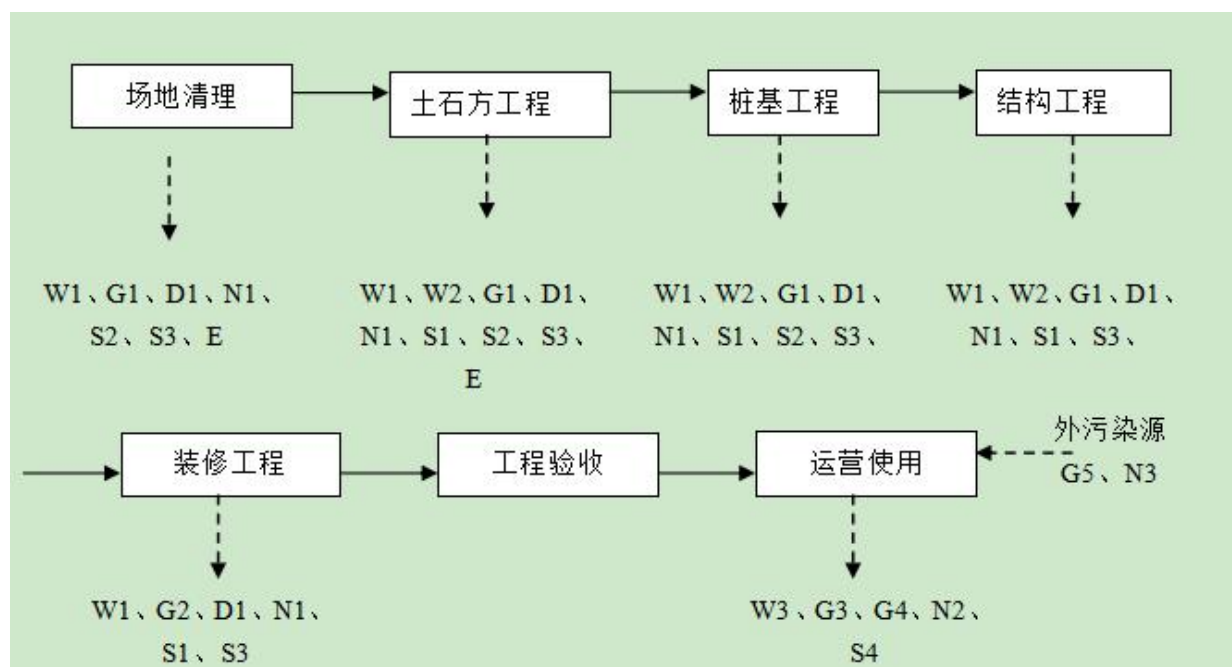 场地清理
土石方工程
桩基工程
结构工程
W1、G1、D1、N1、
S2、S3、E
W1、W2、G1、D1、
N1、S1、S2、S3、
E
W1、W2、G1、D1、
N1、S1、S2、S3、
W1、W2、G1、D1、
N1、S1、S3、
装修工程
工程验收
运营使用
外污染源
G5、N3
W1、G2、D1、N1、
S1、S3
W3、G3、G4、N2、
S4